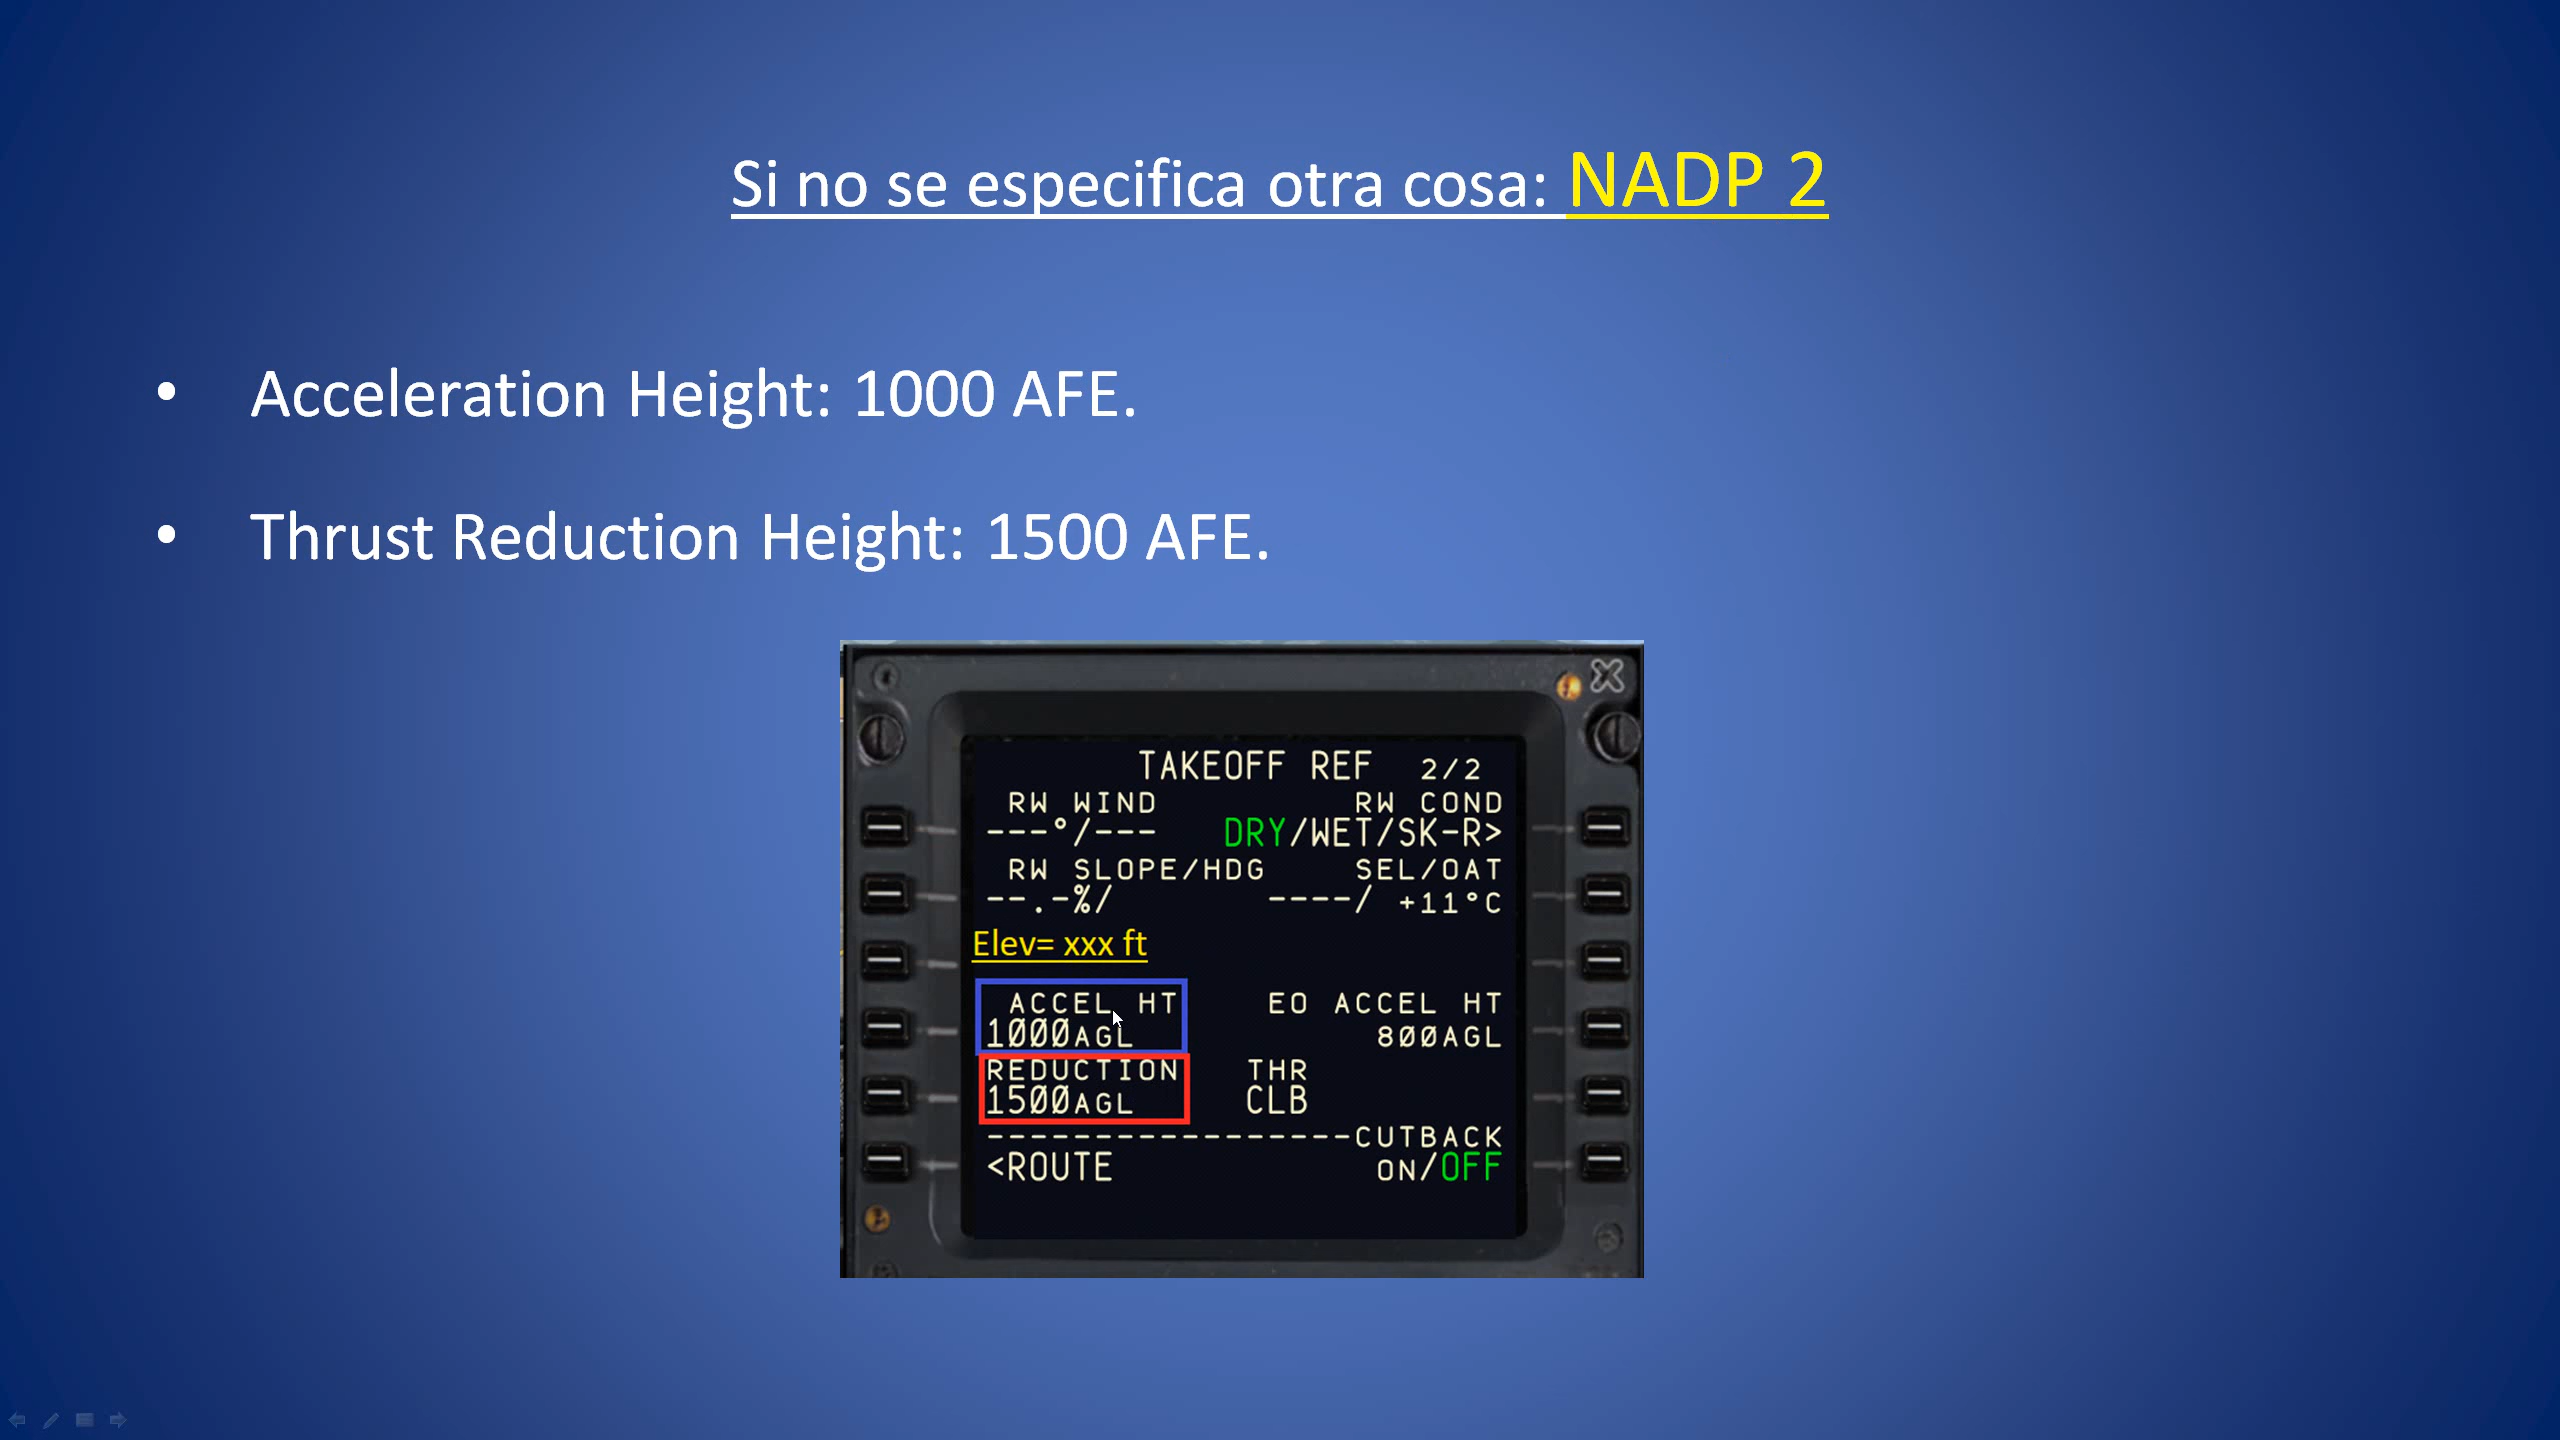 Si no se especifica otra cosa: NADP 2
• Acceleration Height: 1000 AFE.
• Thrust Reduction Height: 1500 AFE.
TAKEOFF REF 2/2
RW WIND RW COND
---°/--- DRY/WET/SK-R>
RW SLOPE/HDG SEL/OAT
--.-%/ ----/ +11°C
Elev= xxx ft
ACCEL HT EO ACCEL HT
1000AGL 800AGL
REDUCTION THR
1500AGL CLB
-----------------CUTBACK
<ROUTE ON/OFF